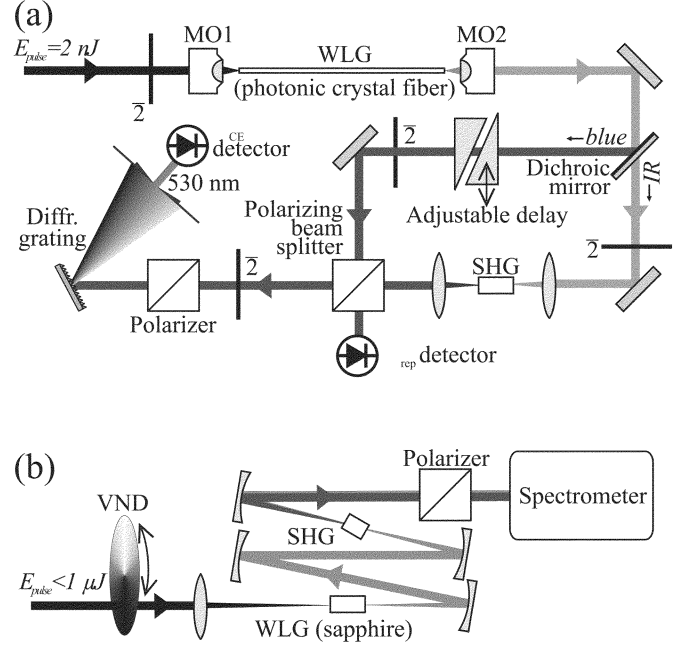 (a)
MO1
MO2
E_pulse=2 nJ
WLG
(photonic crystal fiber)
2
2
CE
detector
530 nm
blue
Dichroic
mirror
IR
Diffr.
grating
Polarizing
beam
splitter
Adjustable delay
2
2
SHG
Polarizer
rep detector
(b)
Polarizer
VND
Spectrometer
SHG
E_pulse<1 μJ
WLG (sapphire)